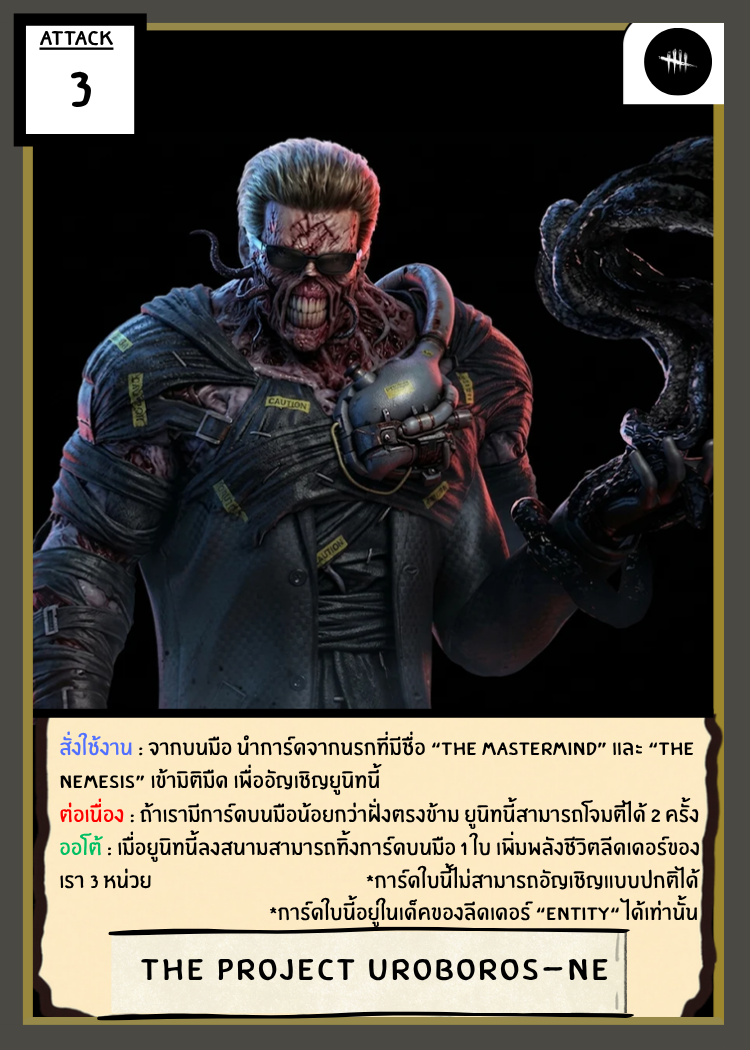 ATTACK
3
CAUTION
CAUTION
สั่งใช้งาน : จากบนมือ นำการ์ดจากนรกที่มีชื่อ “THE MASTERMIND” และ “THE
NEMESIS” เข้ามิติมืด เพื่ออัญเชิญยูนิทนี้
ต่อเนื่อง : ถ้าเรามีการ์ดบนมือน้อยกว่าฝั่งตรงข้าม ยูนิทนี้สามารถโจมตีได้ 2 ครั้ง
ออโต้ : เมื่อยูนิทนี้ลงสนามสามารถทิ้งการ์ดบนมือ 1 ใบ เพิ่มพลังชีวิตลีดเดอร์ของ
เรา 3 หน่วย *การ์ดใบนี้ไม่สามารถอัญเชิญแบบปกติได้
*การ์ดใบนี้อยู่ในเด็คของลีดเดอร์ “ENTITY“ ได้เท่านั้น
THE PROJECT UROBOROS-NE